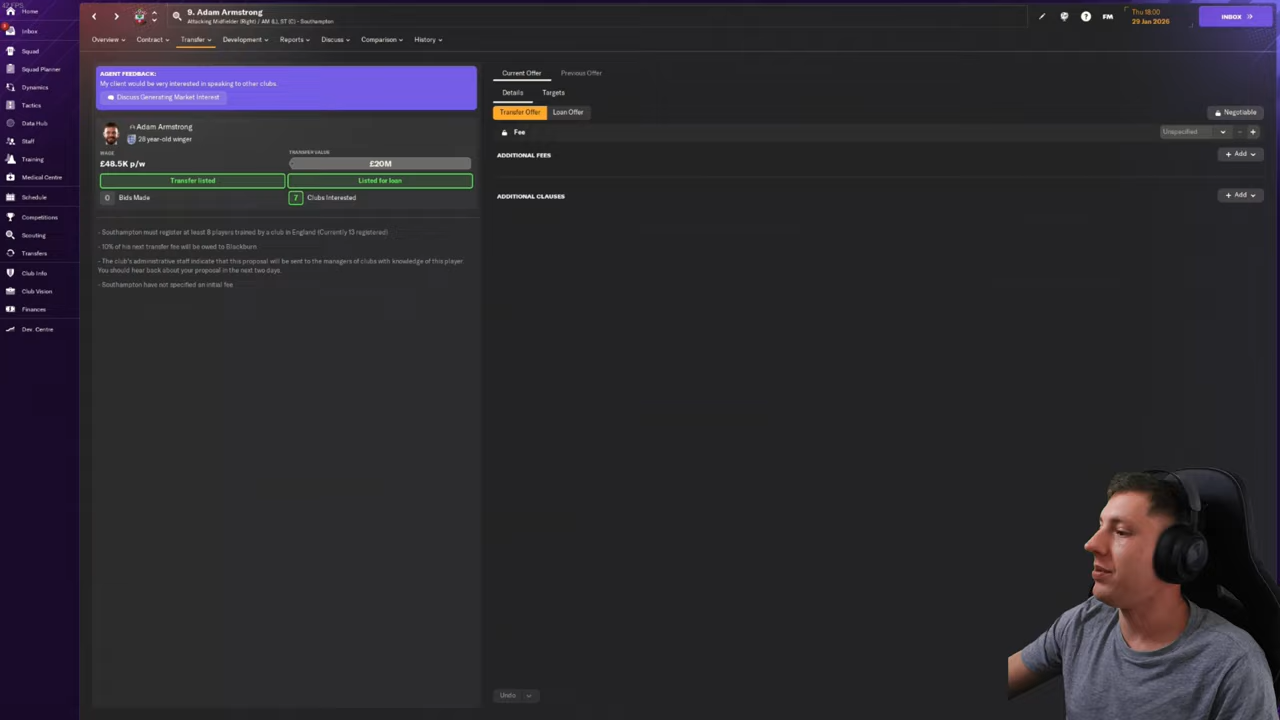 Home
Inbox
Squad
Squad Planner
Dynamics
Tactics
Data Hub
Staff
Training
Medical Centre
Schedule
Competitions
Scouting
Transfers
Club Info
Club Vision
Finances
Dev. Centre
9. Adam Armstrong
Attacking Midfielder (Right) / AM (L), ST (C) - Southampton
FM
Thu 18:00
29 Jan 2026
INBOX
Overview
Contract
Transfer
Development
Reports
Discuss
Comparison
History
AGENT FEEDBACK:
My client would be very interested in speaking to other clubs.
Discuss Generating Market Interest
Adam Armstrong
28 year-old winger
WAGE
£48.5K p/w
TRANSFER VALUE
£20M
Transfer listed
Listed for loan
0 Bids Made
7 Clubs Interested
- Southampton must register at least 8 players trained by a club in England (Currently 13 registered)
- 10% of his next transfer fee will be owed to Blackburn
- The club's administrative staff indicate that this proposal will be sent to the managers of clubs with knowledge of this player.
You should hear back about your proposal in the next two days.
- Southampton have not specified an initial fee
Current Offer
Previous Offer
Details
Targets
Transfer Offer
Loan Offer
Negotiable
Fee
Unspecified
ADDITIONAL FEES
+ Add
ADDITIONAL CLAUSES
+ Add
Undo